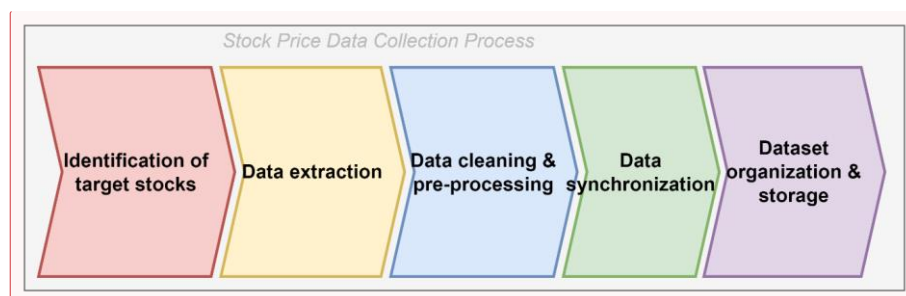 Stock Price Data Collection Process
Identification of
target stocks
Data extraction
Data cleaning &
pre-processing
Data
synchronization
Dataset
organization &
storage